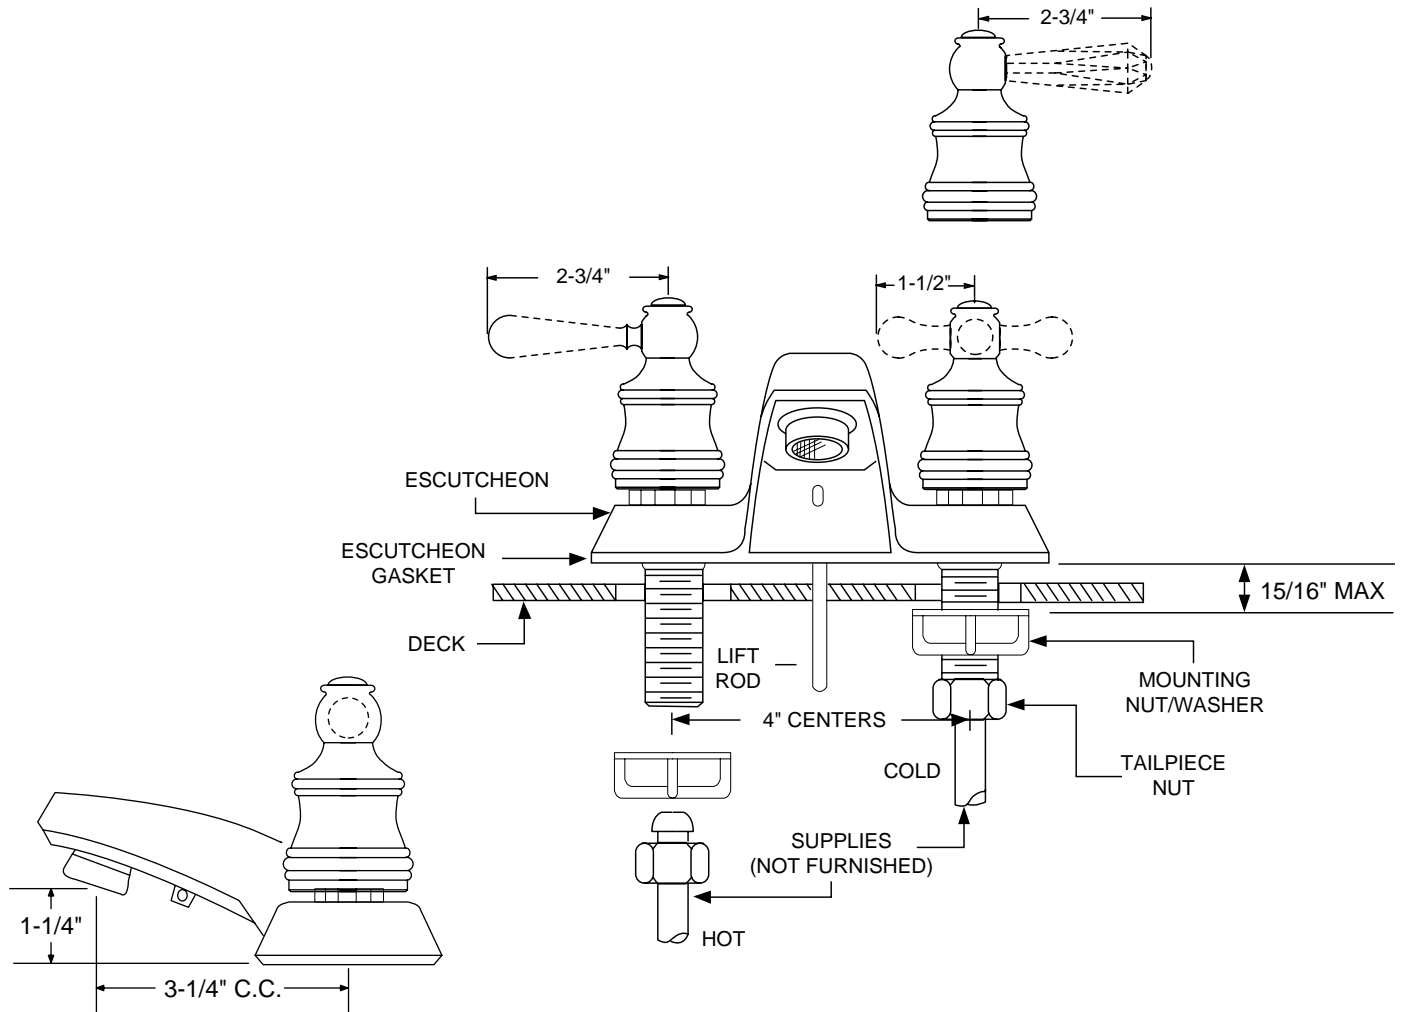 2-3/4"
2-3/4"
1-1/2"
ESCUTCHEON
ESCUTCHEON
GASKET
15/16" MAX
DECK
LIFT
ROD
MOUNTING
NUT/WASHER
4" CENTERS
COLD
TAILPIECE
NUT
SUPPLIES
(NOT FURNISHED)
1-1/4"
HOT
3-1/4" C.C.